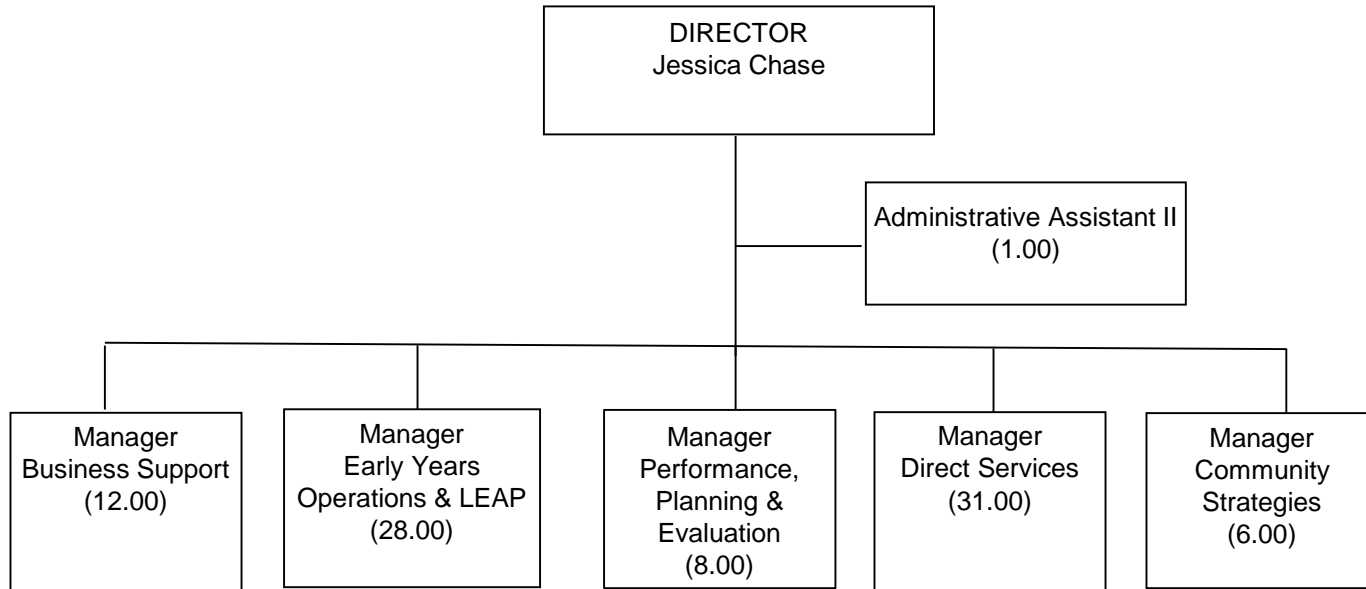 DIRECTOR
Jessica Chase
Administrative Assistant II
(1.00)
Manager
Business Support
(12.00)
Manager
Early Years
Operations & LEAP
(28.00)
Manager
Performance,
Planning &
Evaluation
(8.00)
Manager
Direct Services
(31.00)
Manager
Community
Strategies
(6.00)